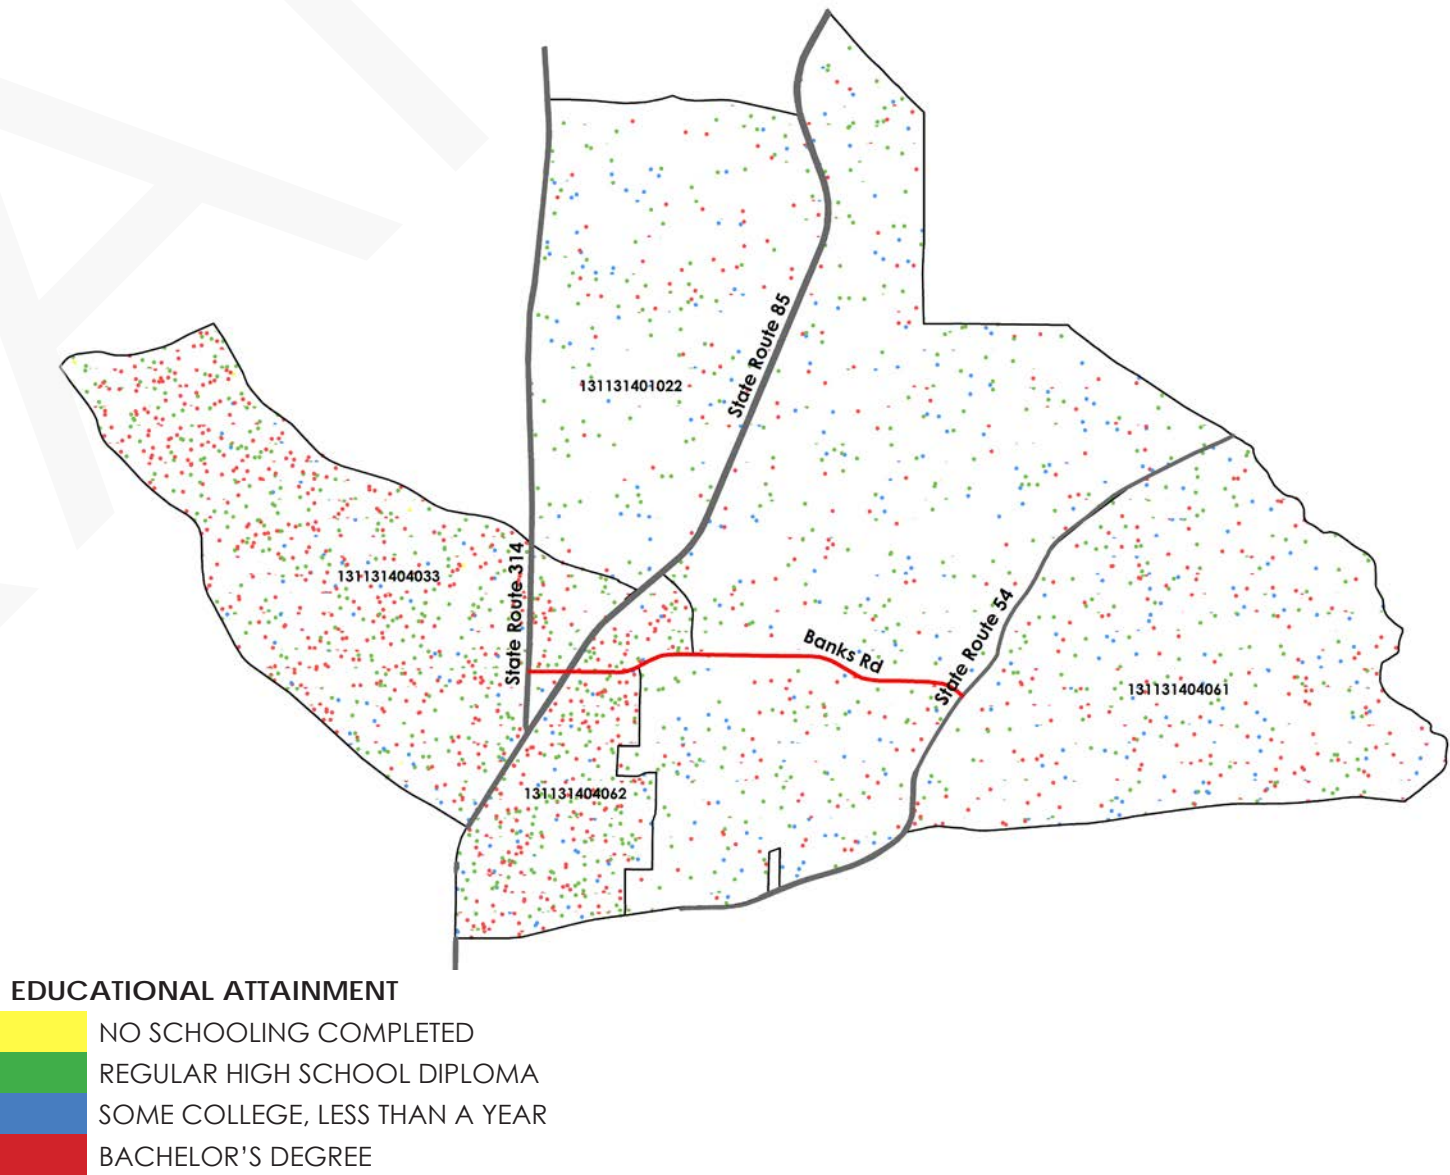 State Route 85
131131401022
State Route 314
131131404033
State Route 54
Banks Rd
131131404061
131131404062
EDUCATIONAL ATTAINMENT
NO SCHOOLING COMPLETED
REGULAR HIGH SCHOOL DIPLOMA
SOME COLLEGE, LESS THAN A YEAR
BACHELOR'S DEGREE